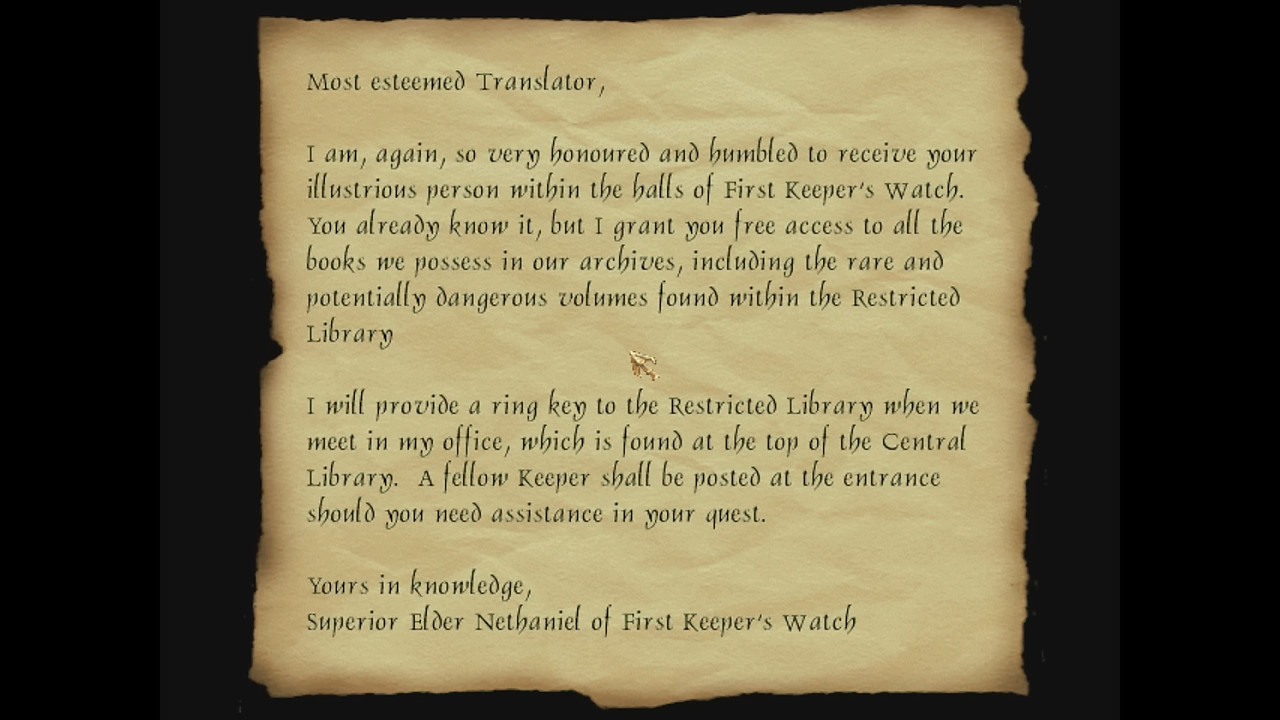 Most esteemed Translator,
I am, again, so very honoured and humbled to receive your
illustrious person within the halls of First Keeper's Watch.
You already know it, but I grant you free access to all the
books we possess in our archives, including the rare and
potentially dangerous volumes found within the Restricted
Library
I will provide a ring key to the Restricted Library when we
meet in my office, which is found at the top of the Central
Library.  A fellow Keeper shall be posted at the entrance
should you need assistance in your quest.
Yours in knowledge,
Superior Elder Nethaniel of First Keeper's Watch